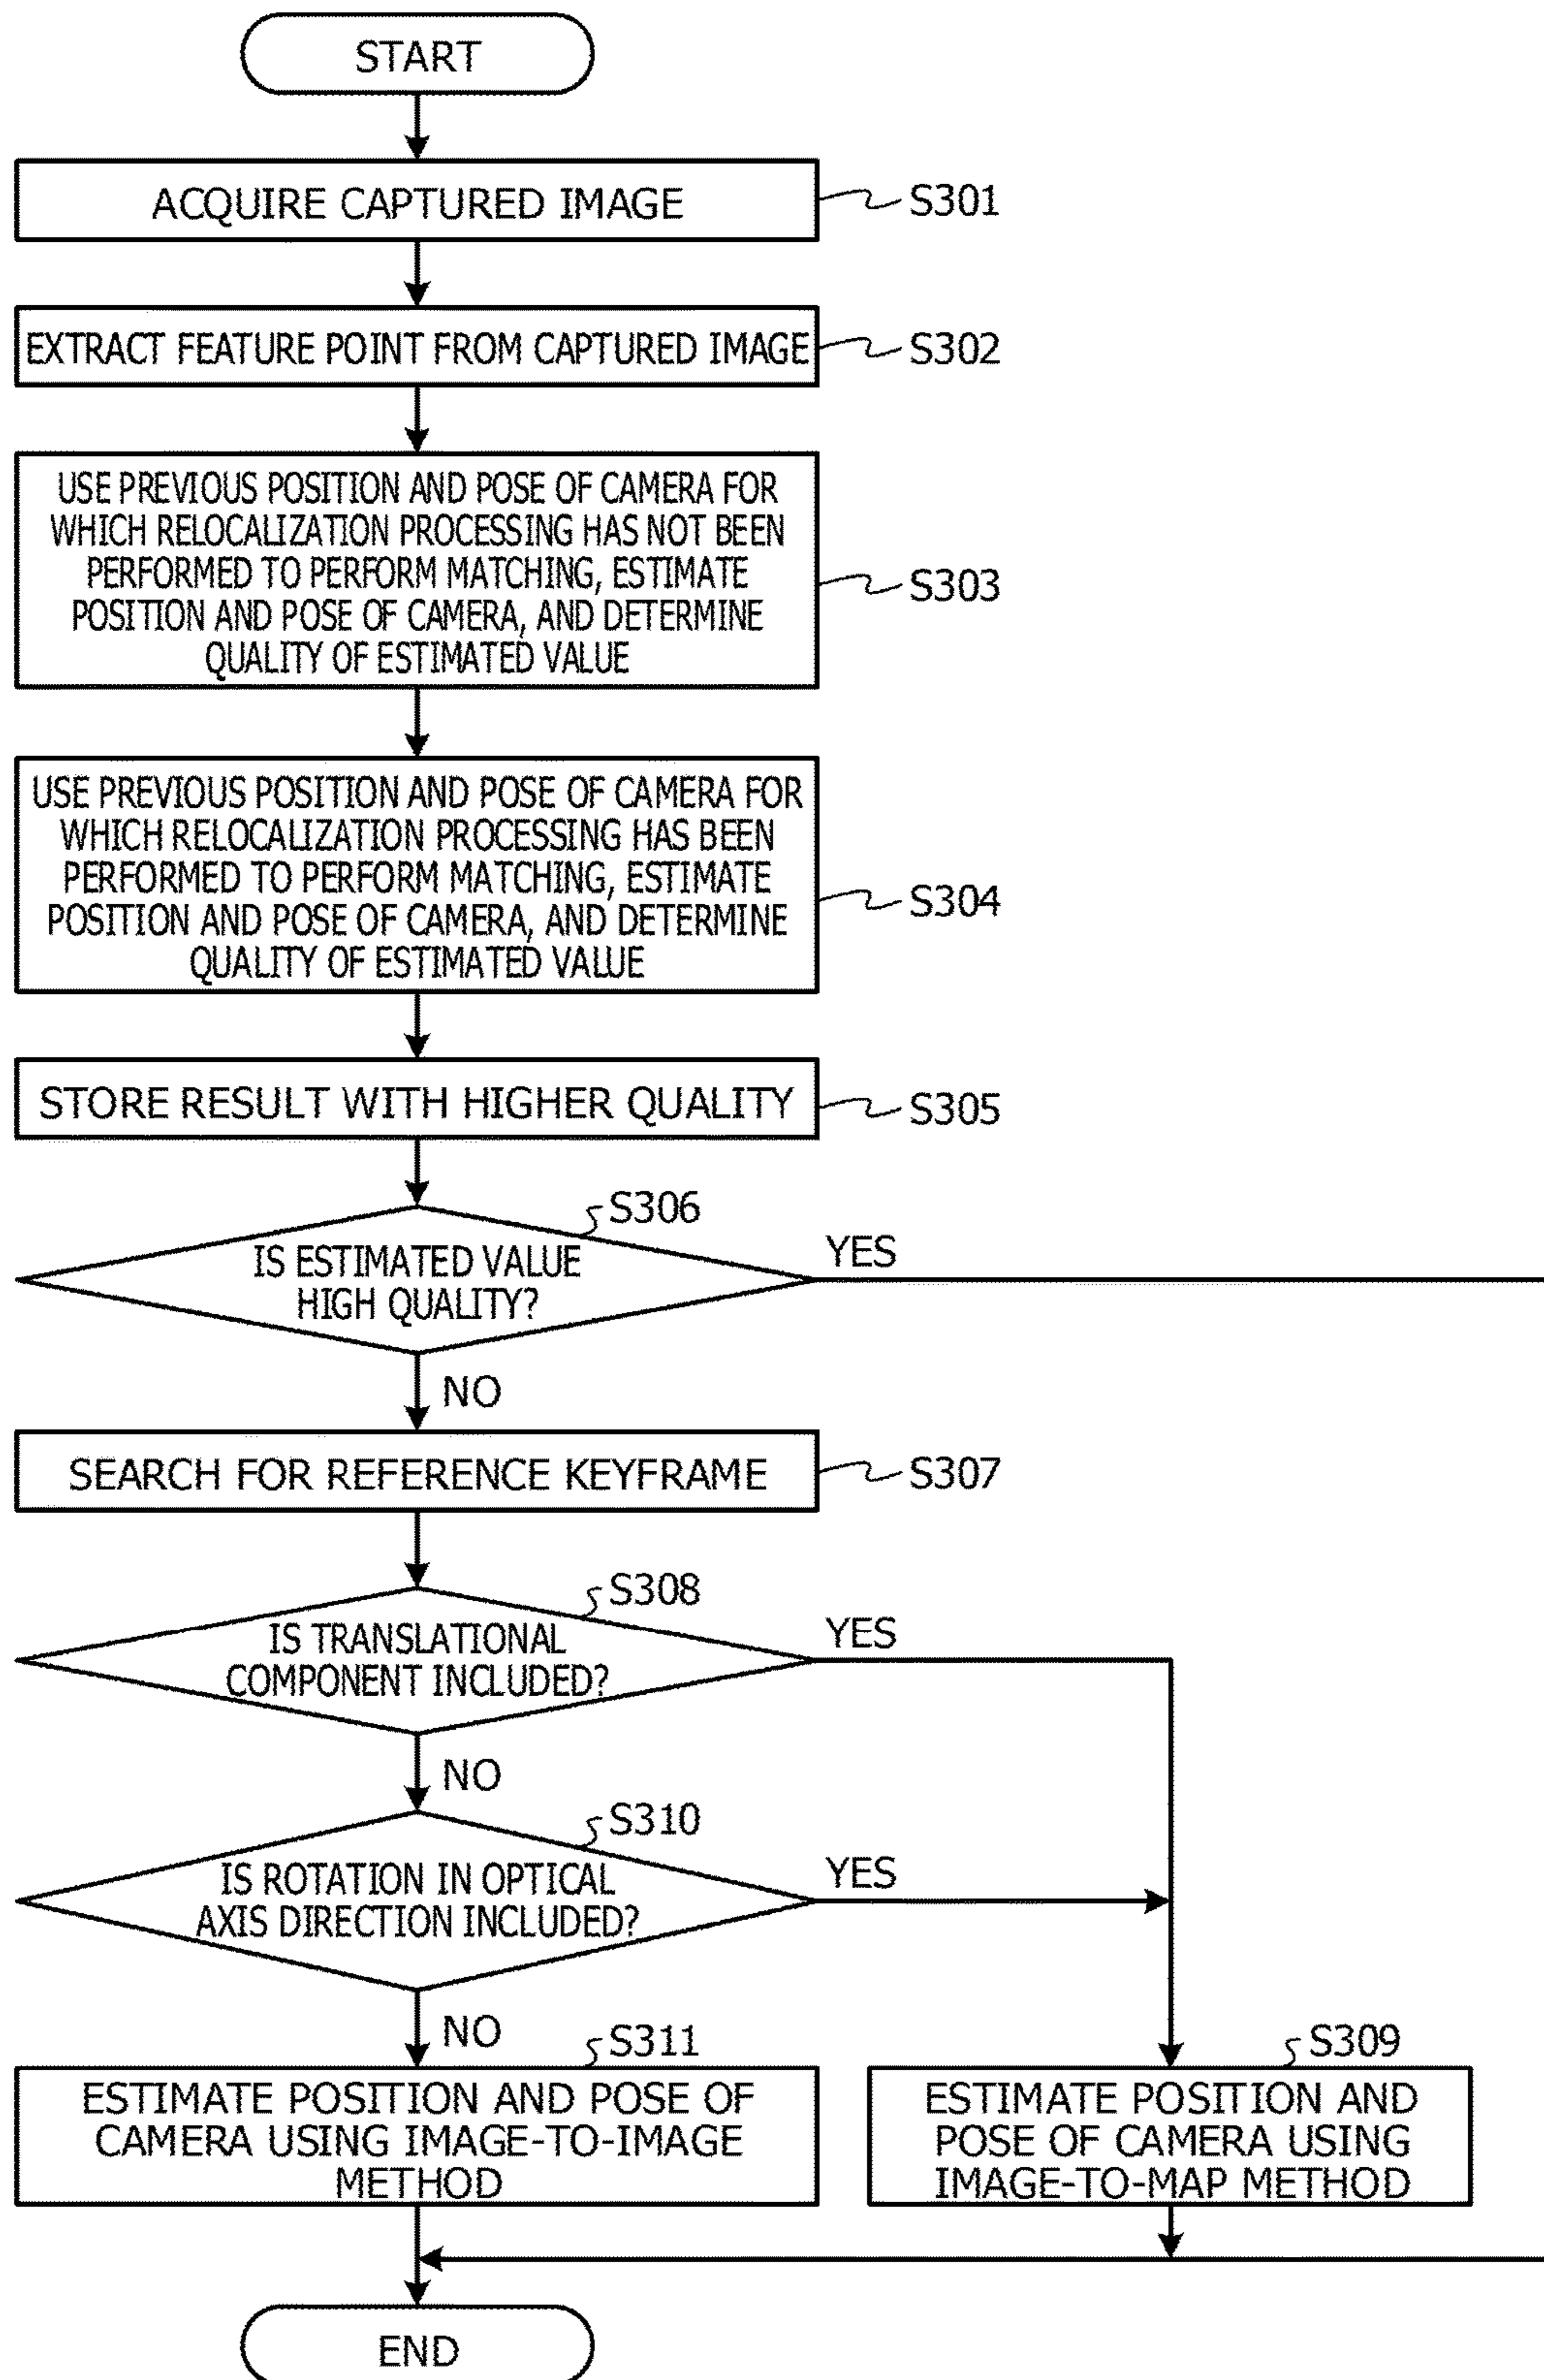 START
ACQUIRE CAPTURED IMAGE
S301
EXTRACT FEATURE POINT FROM CAPTURED IMAGE
S302
USE PREVIOUS POSITION AND POSE OF CAMERA FOR
WHICH RELOCALIZATION PROCESSING HAS NOT BEEN
PERFORMED TO PERFORM MATCHING, ESTIMATE
POSITION AND POSE OF CAMERA, AND DETERMINE
QUALITY OF ESTIMATED VALUE
S303
USE PREVIOUS POSITION AND POSE OF CAMERA FOR
WHICH RELOCALIZATION PROCESSING HAS BEEN
PERFORMED TO PERFORM MATCHING, ESTIMATE
POSITION AND POSE OF CAMERA, AND DETERMINE
QUALITY OF ESTIMATED VALUE
S304
STORE RESULT WITH HIGHER QUALITY
S305
S306
IS ESTIMATED VALUE
HIGH QUALITY?
YES
NO
SEARCH FOR REFERENCE KEYFRAME
S307
S308
IS TRANSLATIONAL
COMPONENT INCLUDED?
YES
NO
S310
IS ROTATION IN OPTICAL
AXIS DIRECTION INCLUDED?
YES
NO
S311
ESTIMATE POSITION AND POSE OF
CAMERA USING IMAGE-TO-IMAGE
METHOD
S309
ESTIMATE POSITION AND
POSE OF CAMERA USING
IMAGE-TO-MAP METHOD
END